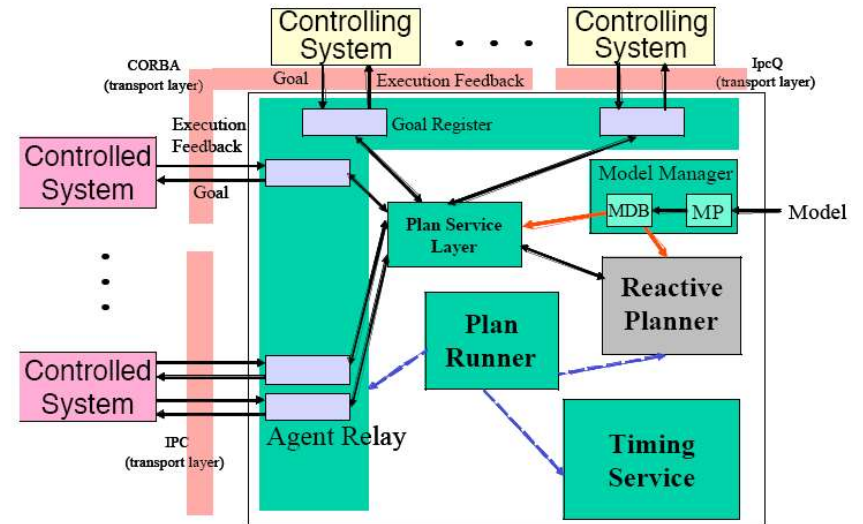 Controlling
System
Controlling
System
CORBA
(transport layer)
Goal
Execution Feedback
IpcQ
(transport layer)
Execution
Feedback
Goal Register
Controlled
System
Goal
Model Manager
MDB
MP
Model
Plan Service
Layer
Reactive
Planner
Plan
Runner
Controlled
System
Agent Relay
IPC
(transport layer)
Timing
Service